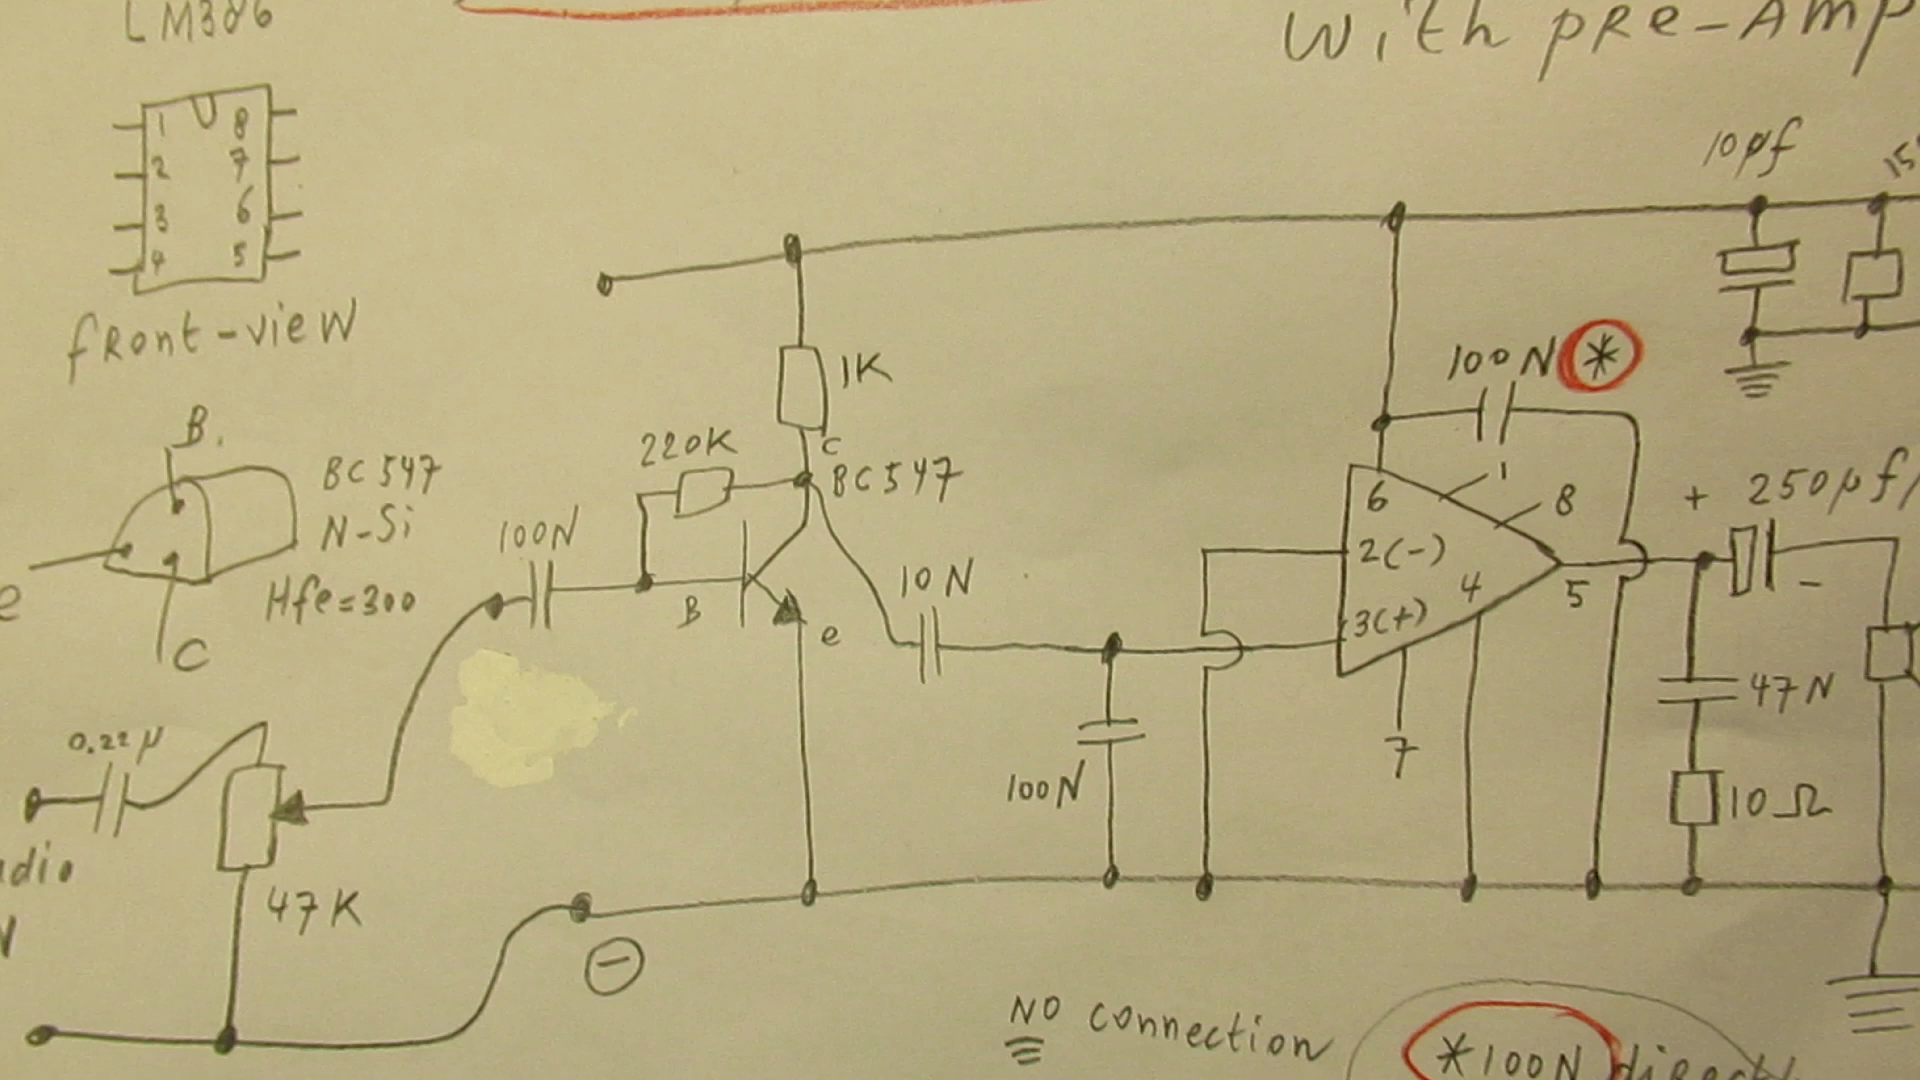 LM386
With pRe-AMP
1 8
2 7
3 6
4 5
fRont-vieW
B.
BC547
N-Si
Hfe=300
e
C
10µf
1K
220K
C
BC547
100N
B
e
10N
100N
100N *
6
1
8
2(-)
3(+)
4
5
7
+ 250µf/
-
47N
10Ω
0.22µ
47K
-
NO connection
*100N direct